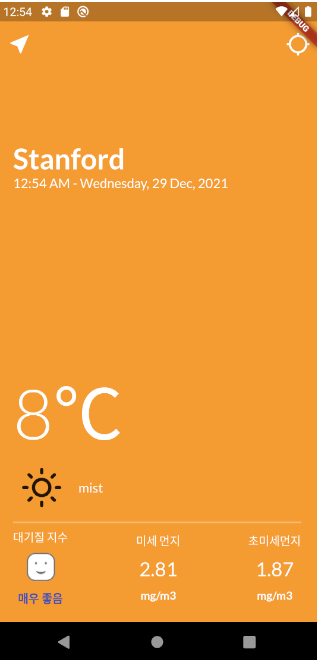 12:54
DEBUG
Stanford
12:54 AM - Wednesday, 29 Dec, 2021
8°C
mist
대기질 지수
미세 먼지
초미세먼지
2.81
1.87
매우 좋음
mg/m3
mg/m3